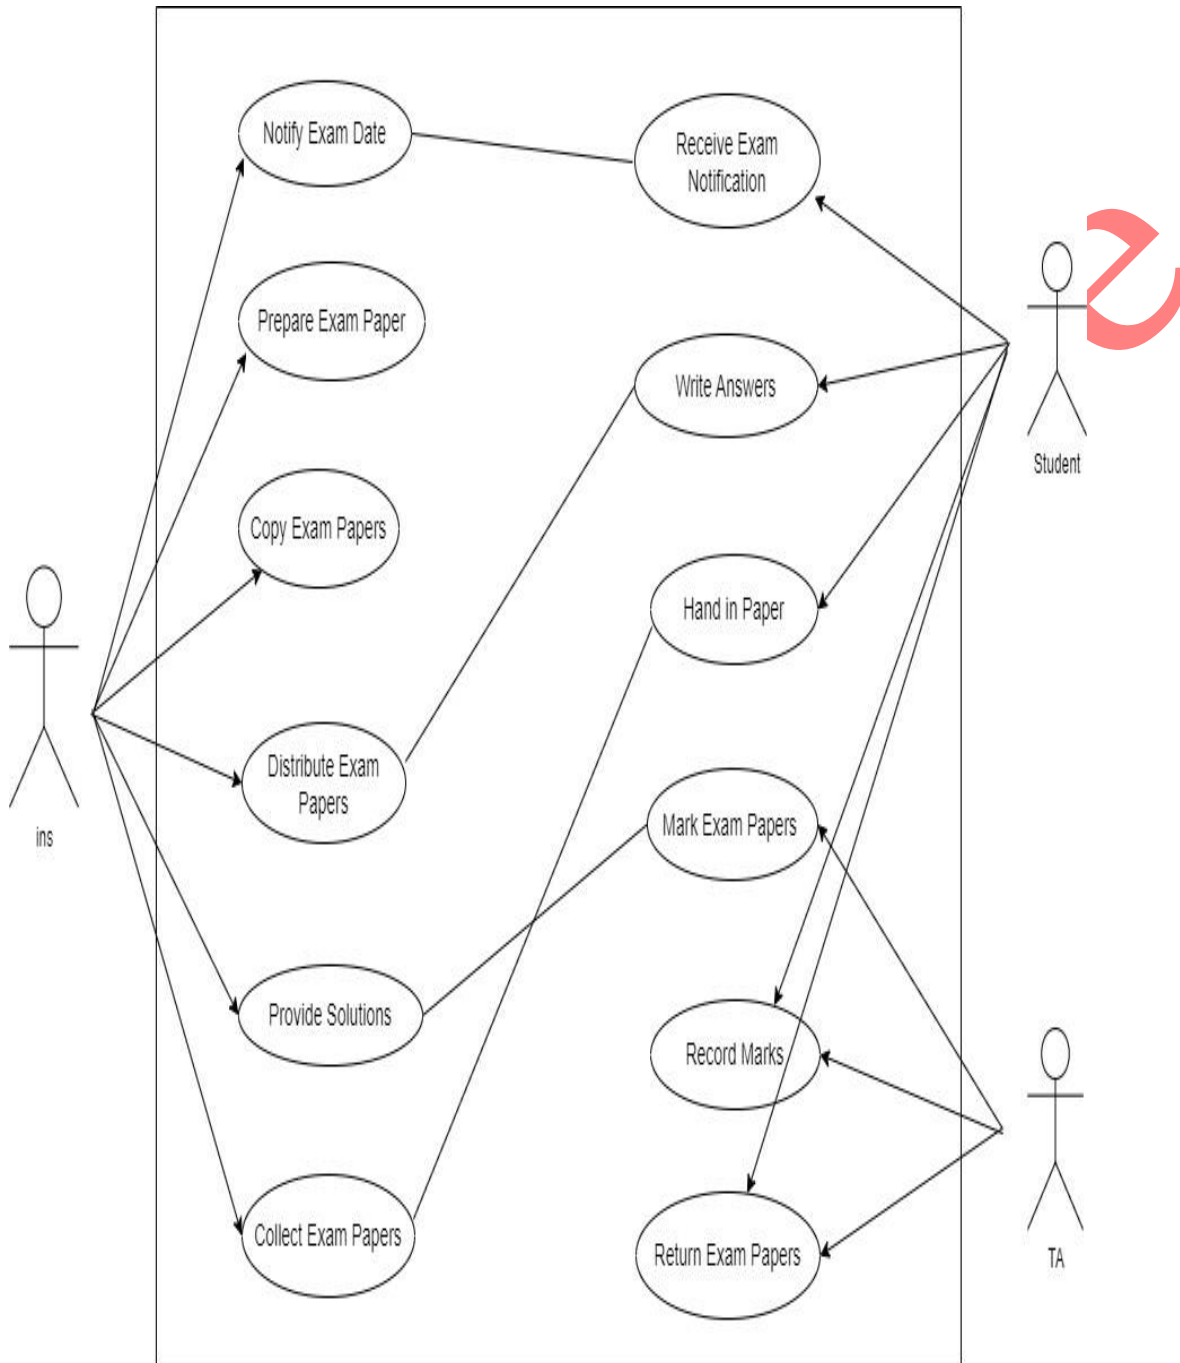 Notify Exam Date
Receive Exam
Notification
Prepare Exam Paper
Write Answers
Student
Copy Exam Papers
Hand in Paper
ins
Distribute Exam
Papers
Mark Exam Papers
Provide Solutions
Record Marks
Collect Exam Papers
Return Exam Papers
TA
e